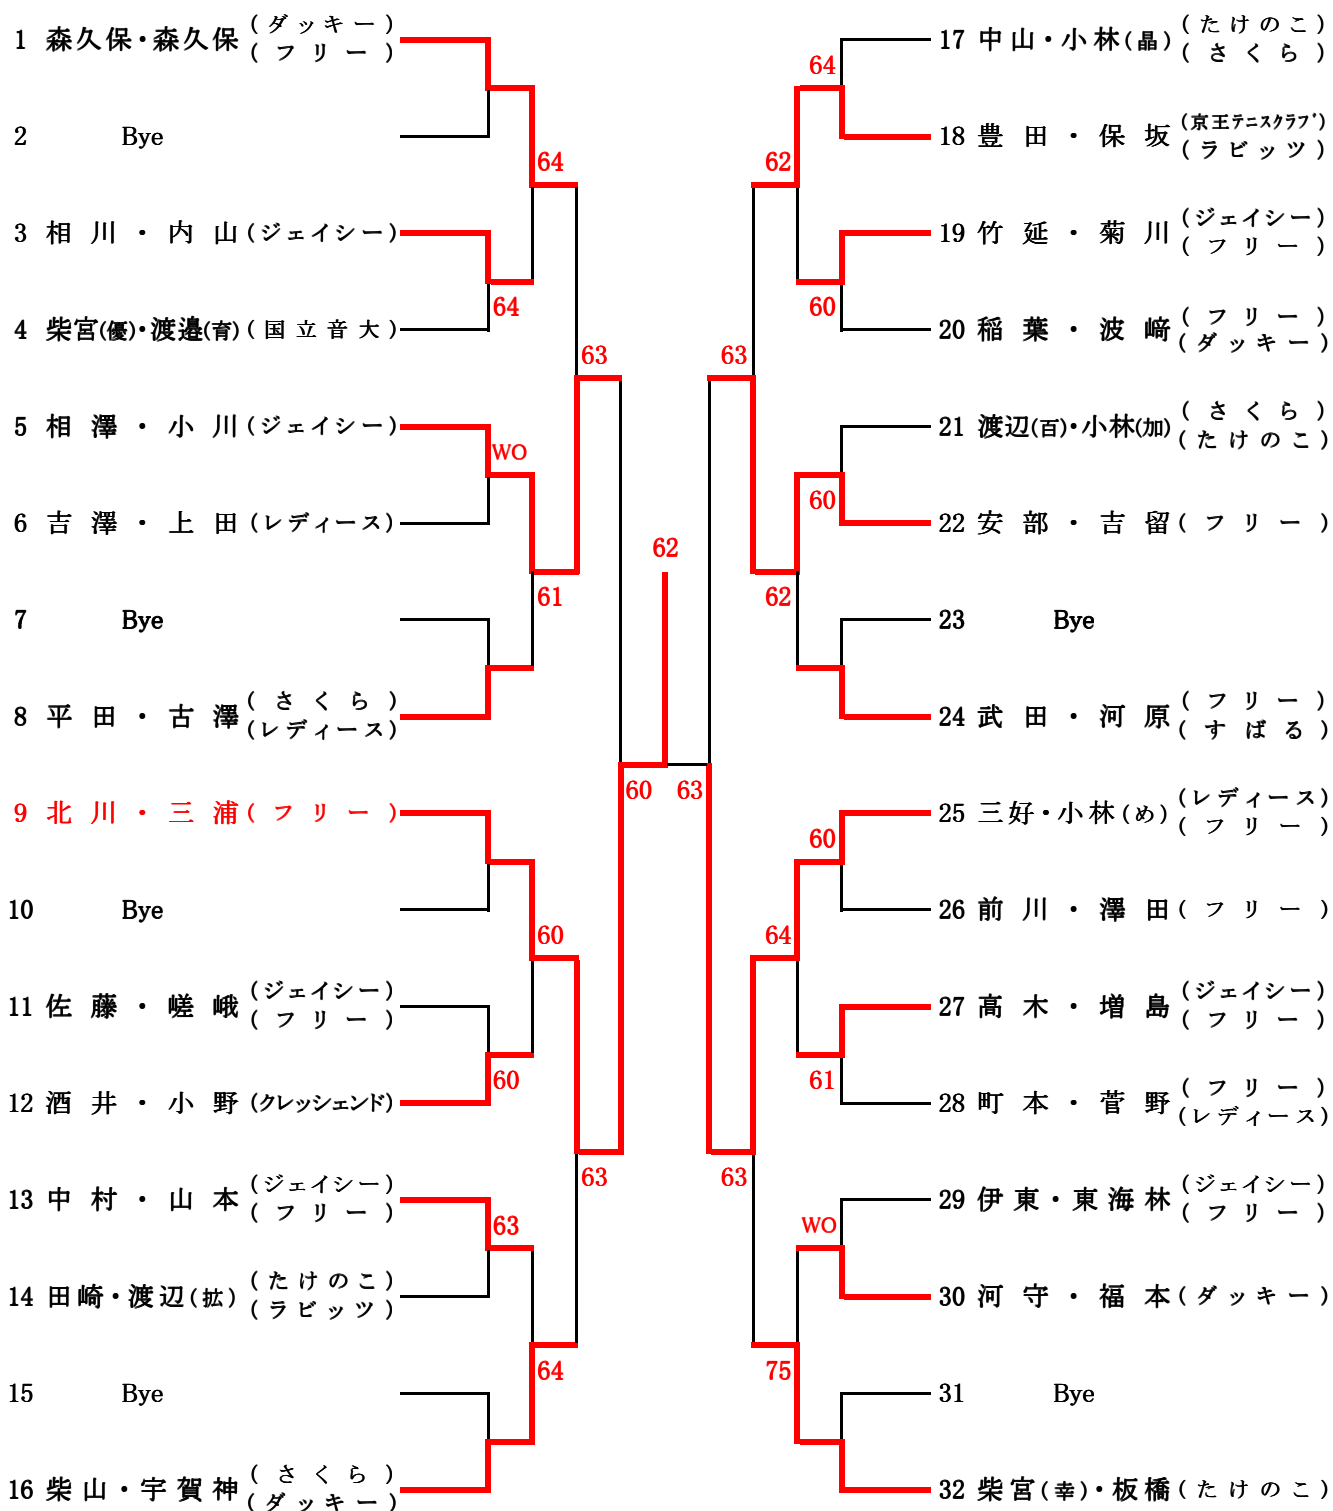 1 森久保・森久保 (ダッキー)
(フリー)
2 Bye
64
3 相川・内山 (ジェイシー)
64
4 柴宮(優)・渡邉(育) (国立音大)
63
5 相澤・小川 (ジェイシー)
WO
6 吉澤・上田 (レディース)
61
7 Bye
8 平田・古澤 (さくら)
(レディース)
62
60 63
9 北川・三浦 (フリー)
10 Bye
60
11 佐藤・嵯峨 (ジェイシー)
(フリー)
60
12 酒井・小野 (クレッシェンド)
63
13 中村・山本 (ジェイシー)
(フリー)
63
14 田崎・渡辺(拡) (たけのこ)
(ラビッツ)
64
15 Bye
16 柴山・宇賀神 (さくら)
(ダッキー)
17 中山・小林(晶) (たけのこ)
(さくら)
64
18 豊田・保坂 (京王テニスクラブ)
(ラビッツ)
62
19 竹延・菊川 (ジェイシー)
(フリー)
60
20 稲葉・波﨑 (フリー)
(ダッキー)
63
21 渡辺(百)・小林(加) (さくら)
(たけのこ)
60
22 安部・吉留 (フリー)
62
23 Bye
24 武田・河原 (フリー)
(すばる)
25 三好・小林(め) (レディース)
(フリー)
60
26 前川・澤田 (フリー)
64
27 高木・増島 (ジェイシー)
(フリー)
61
28 町本・菅野 (フリー)
(レディース)
63
29 伊東・東海林 (ジェイシー)
(フリー)
WO
30 河守・福本 (ダッキー)
75
31 Bye
32 柴宮(幸)・板橋 (たけのこ)